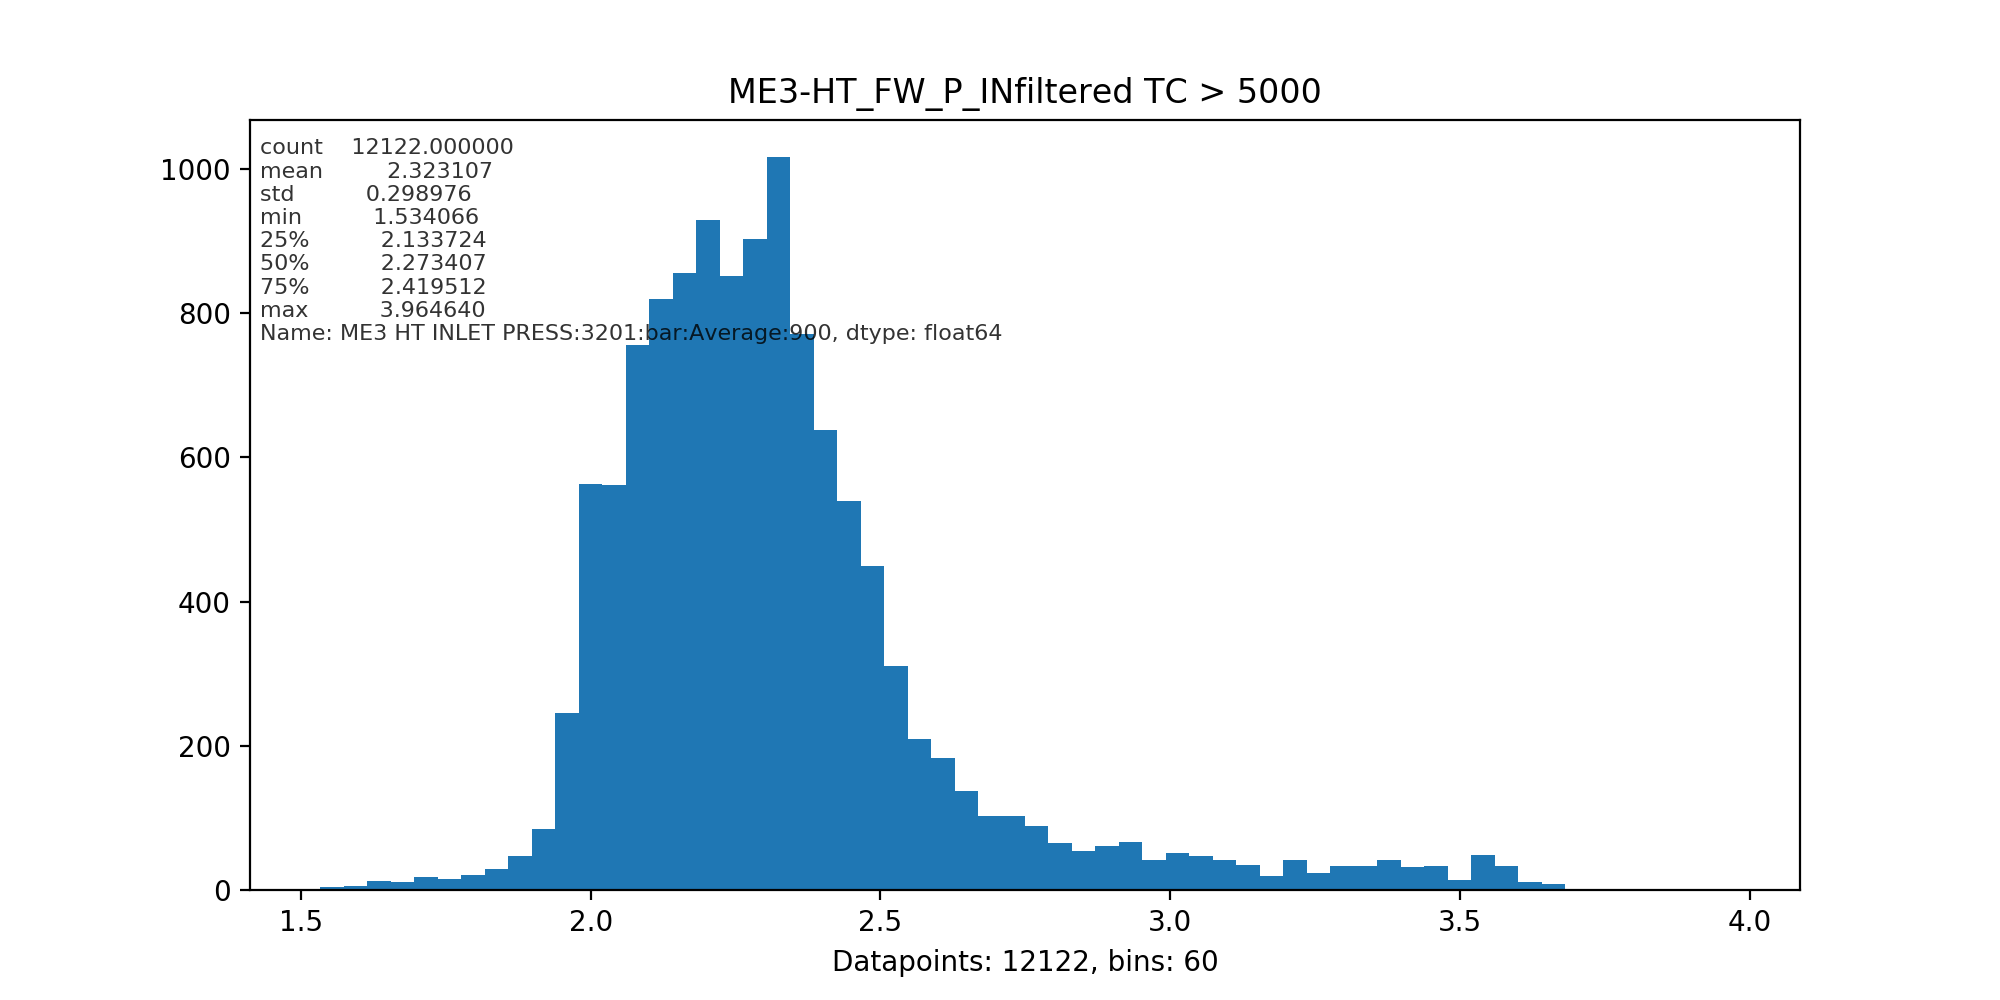 ME3-HT_FW_P_INfiltered TC > 5000
count 12122.000000
mean 2.323107
std 0.298976
min 1.534066
25% 2.133724
50% 2.273407
75% 2.419512
max 3.964640
Name: ME3 HT INLET PRESS:3201:bar:Average:900, dtype: float64
1000
800
600
400
200
0
1.5 2.0 2.5 3.0 3.5 4.0
Datapoints: 12122, bins: 60